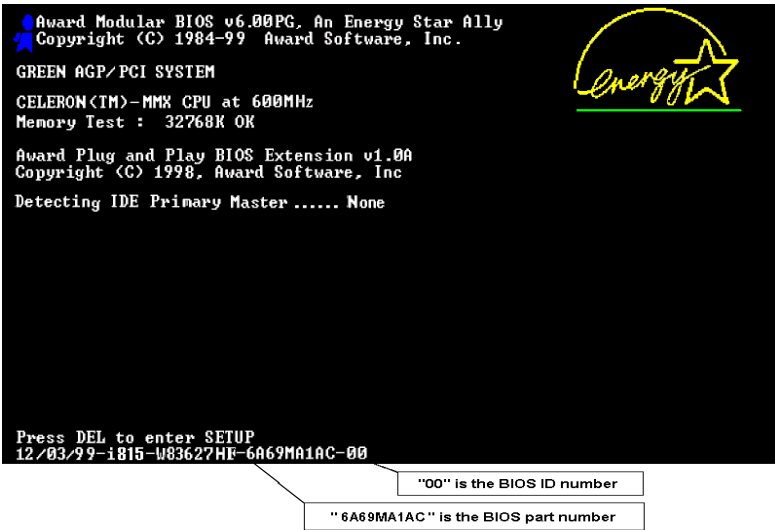 Award Modular BIOS v6.00PG, An Energy Star Ally
Copyright (C) 1984-99 Award Software, Inc.
energy
GREEN AGP/PCI SYSTEM
CELERON(TM)-MMX CPU at 600MHz
Memory Test : 32768K OK
Award Plug and Play BIOS Extension v1.0A
Copyright (C) 1998, Award Software, Inc
Detecting IDE Primary Master ...... None
Press DEL to enter SETUP
12/03/99-i815-W83627HF-6A69MA1AC-00
"00" is the BIOS ID number
"6A69MA1AC" is the BIOS part number